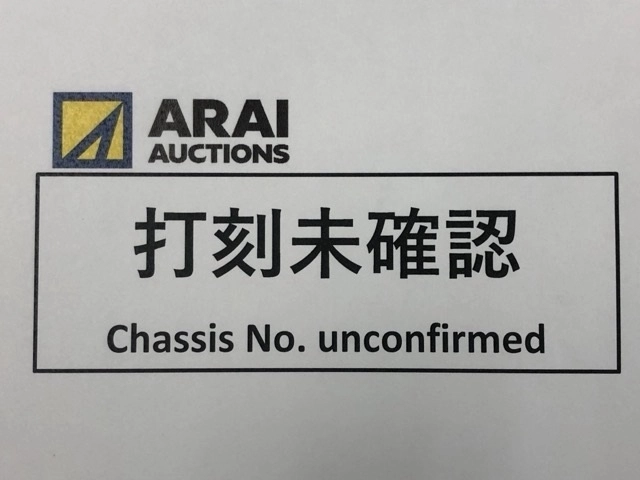 ARAI
AUCTIONS
打刻未確認
Chassis No. unconfirmed